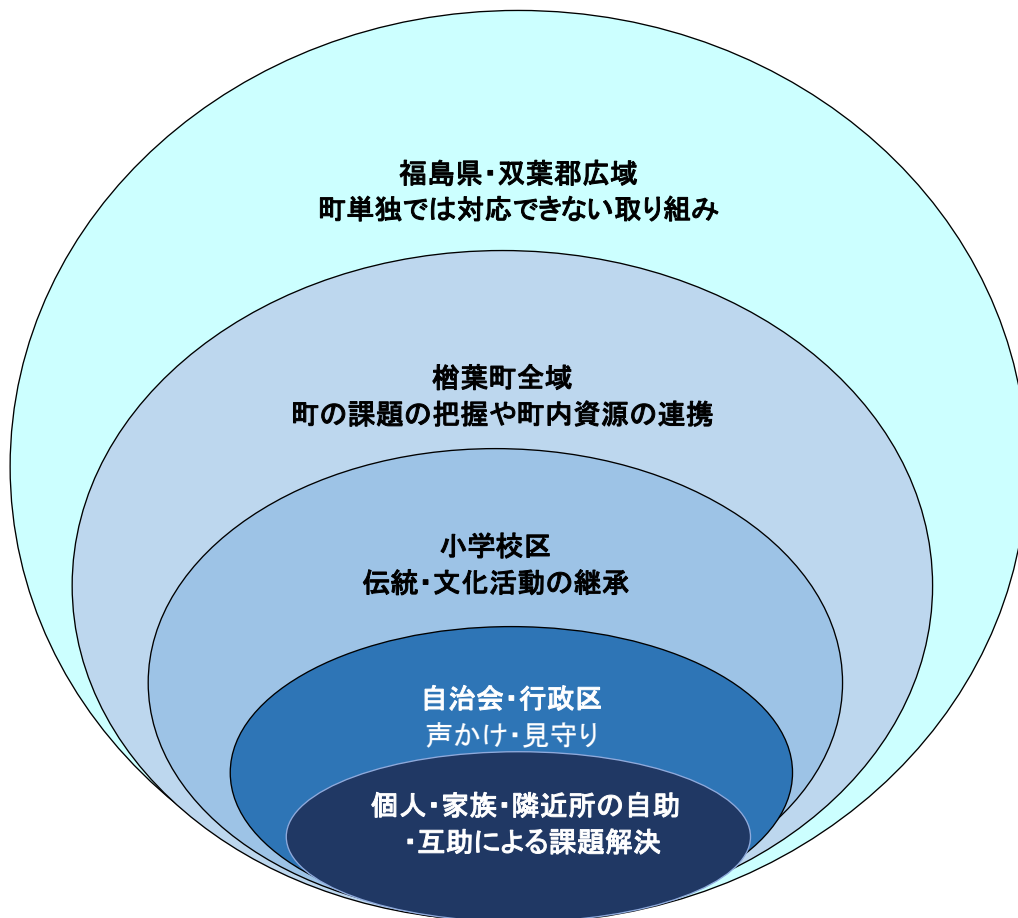 福島県・双葉郡広域
町単独では対応できない取り組み
楢葉町全域
町の課題の把握や町内資源の連携
小学校区
伝統・文化活動の継承
自治会・行政区
声かけ・見守り
個人・家族・隣近所の自助
・互助による課題解決